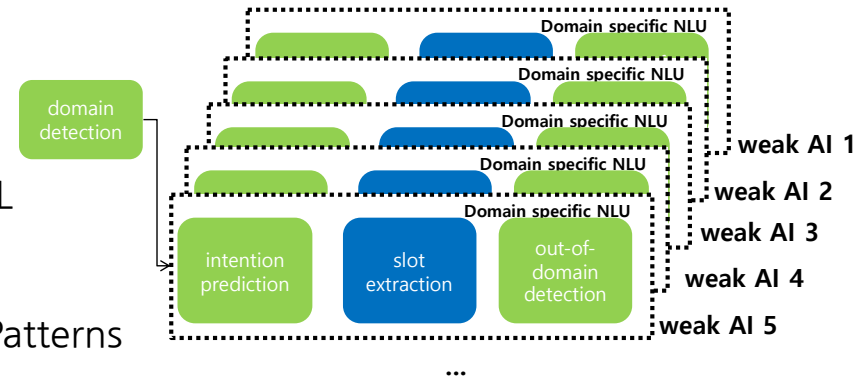 Domain specific NLU
Domain specific NLU
domain
detection
Domain specific NLU
weak AI 1
Domain specific NLU
L
weak AI 2
Domain specific NLU
weak AI 3
intention
prediction
slot
extraction
out-of-
domain
detection
weak AI 4
Patterns
weak AI 5
...